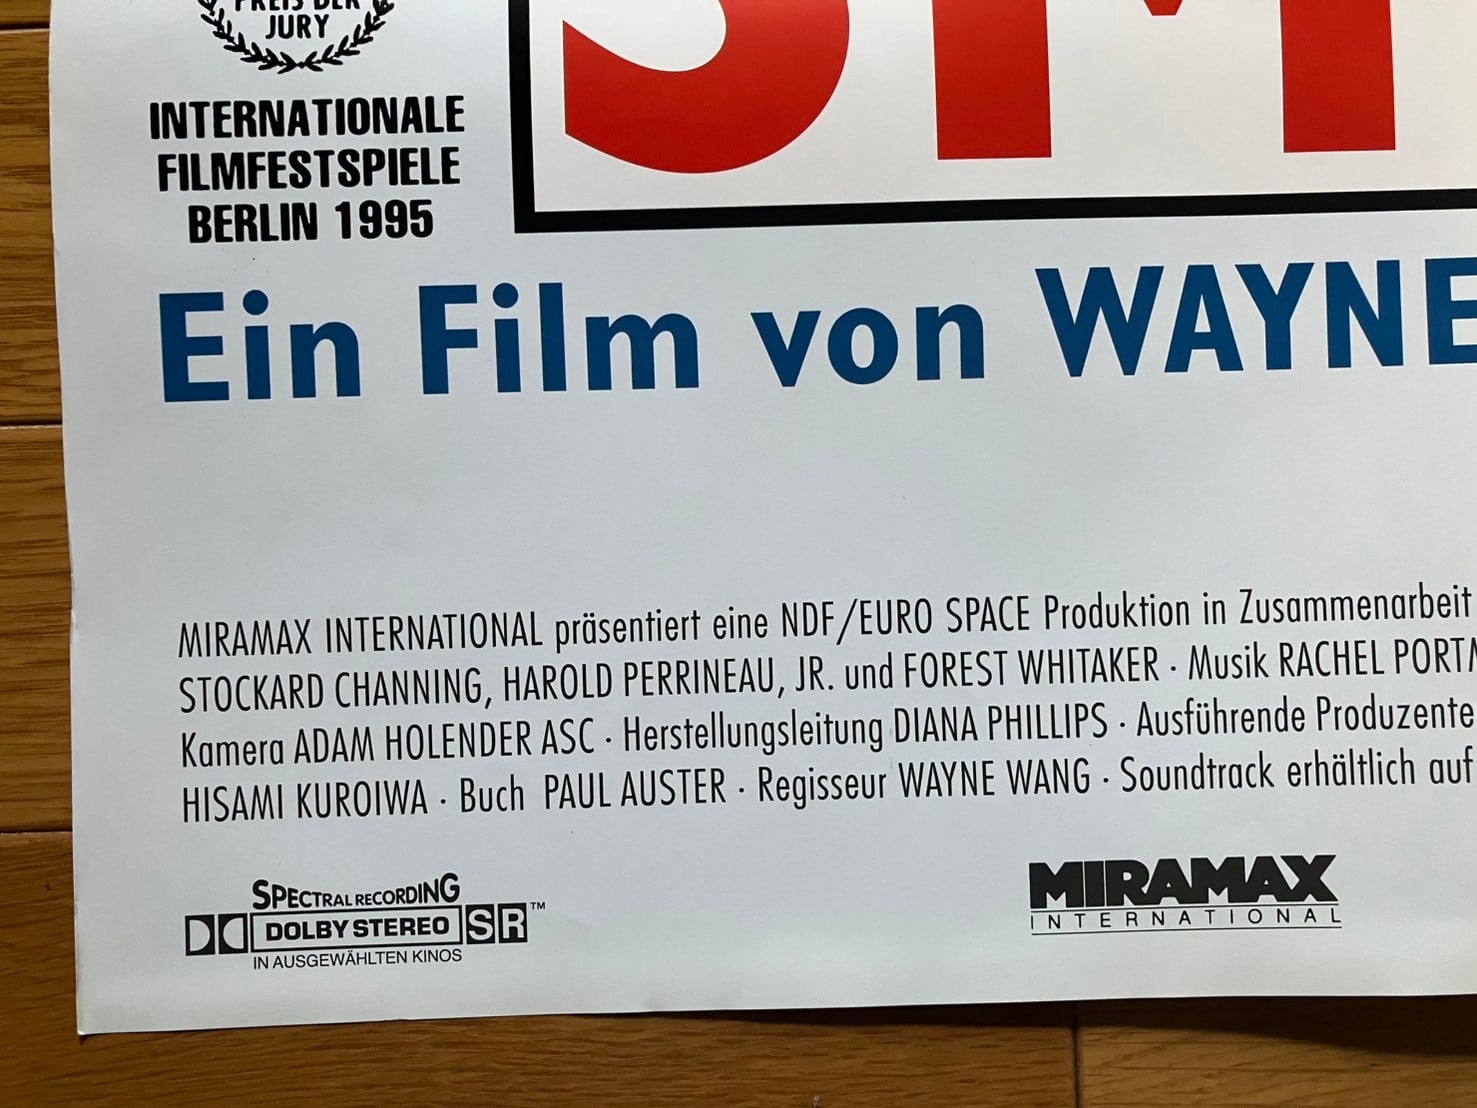 PREIS DER
JURY
INTERNATIONALE
FILMFESTSPIELE
BERLIN 1995
SM
Ein Film von WAYNE
MIRAMAX INTERNATIONAL präsentiert eine NDF/EURO SPACE Produktion in Zusammenarbeit
STOCKARD CHANNING, HAROLD PERRINEAU, JR. und FOREST WHITAKER · Musik RACHEL PORTM
Kamera ADAM HOLENDER ASC · Herstellungsleitung DIANA PHILLIPS · Ausführende Produzente
HISAMI KUROIWA · Buch PAUL AUSTER · Regisseur WAYNE WANG · Soundtrack erhältlich auf
SPECTRAL RECORDING
DOLBY STEREO SR™
IN AUSGEWÄHLTEN KINOS
MIRAMAX
INTERNATIONAL